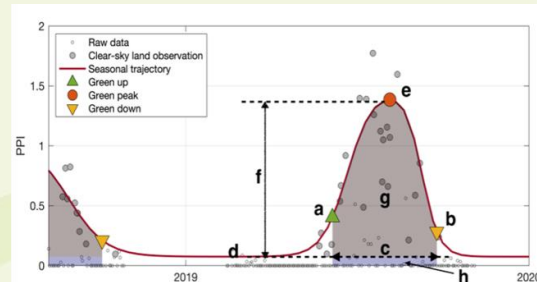 2
1.5
1
0.5
0
PPI
Raw data
Clear-sky land observation
Seasonal trajectory
Green up
Green peak
Green down
e
f
a
g
b
d
c
h
2019
2020